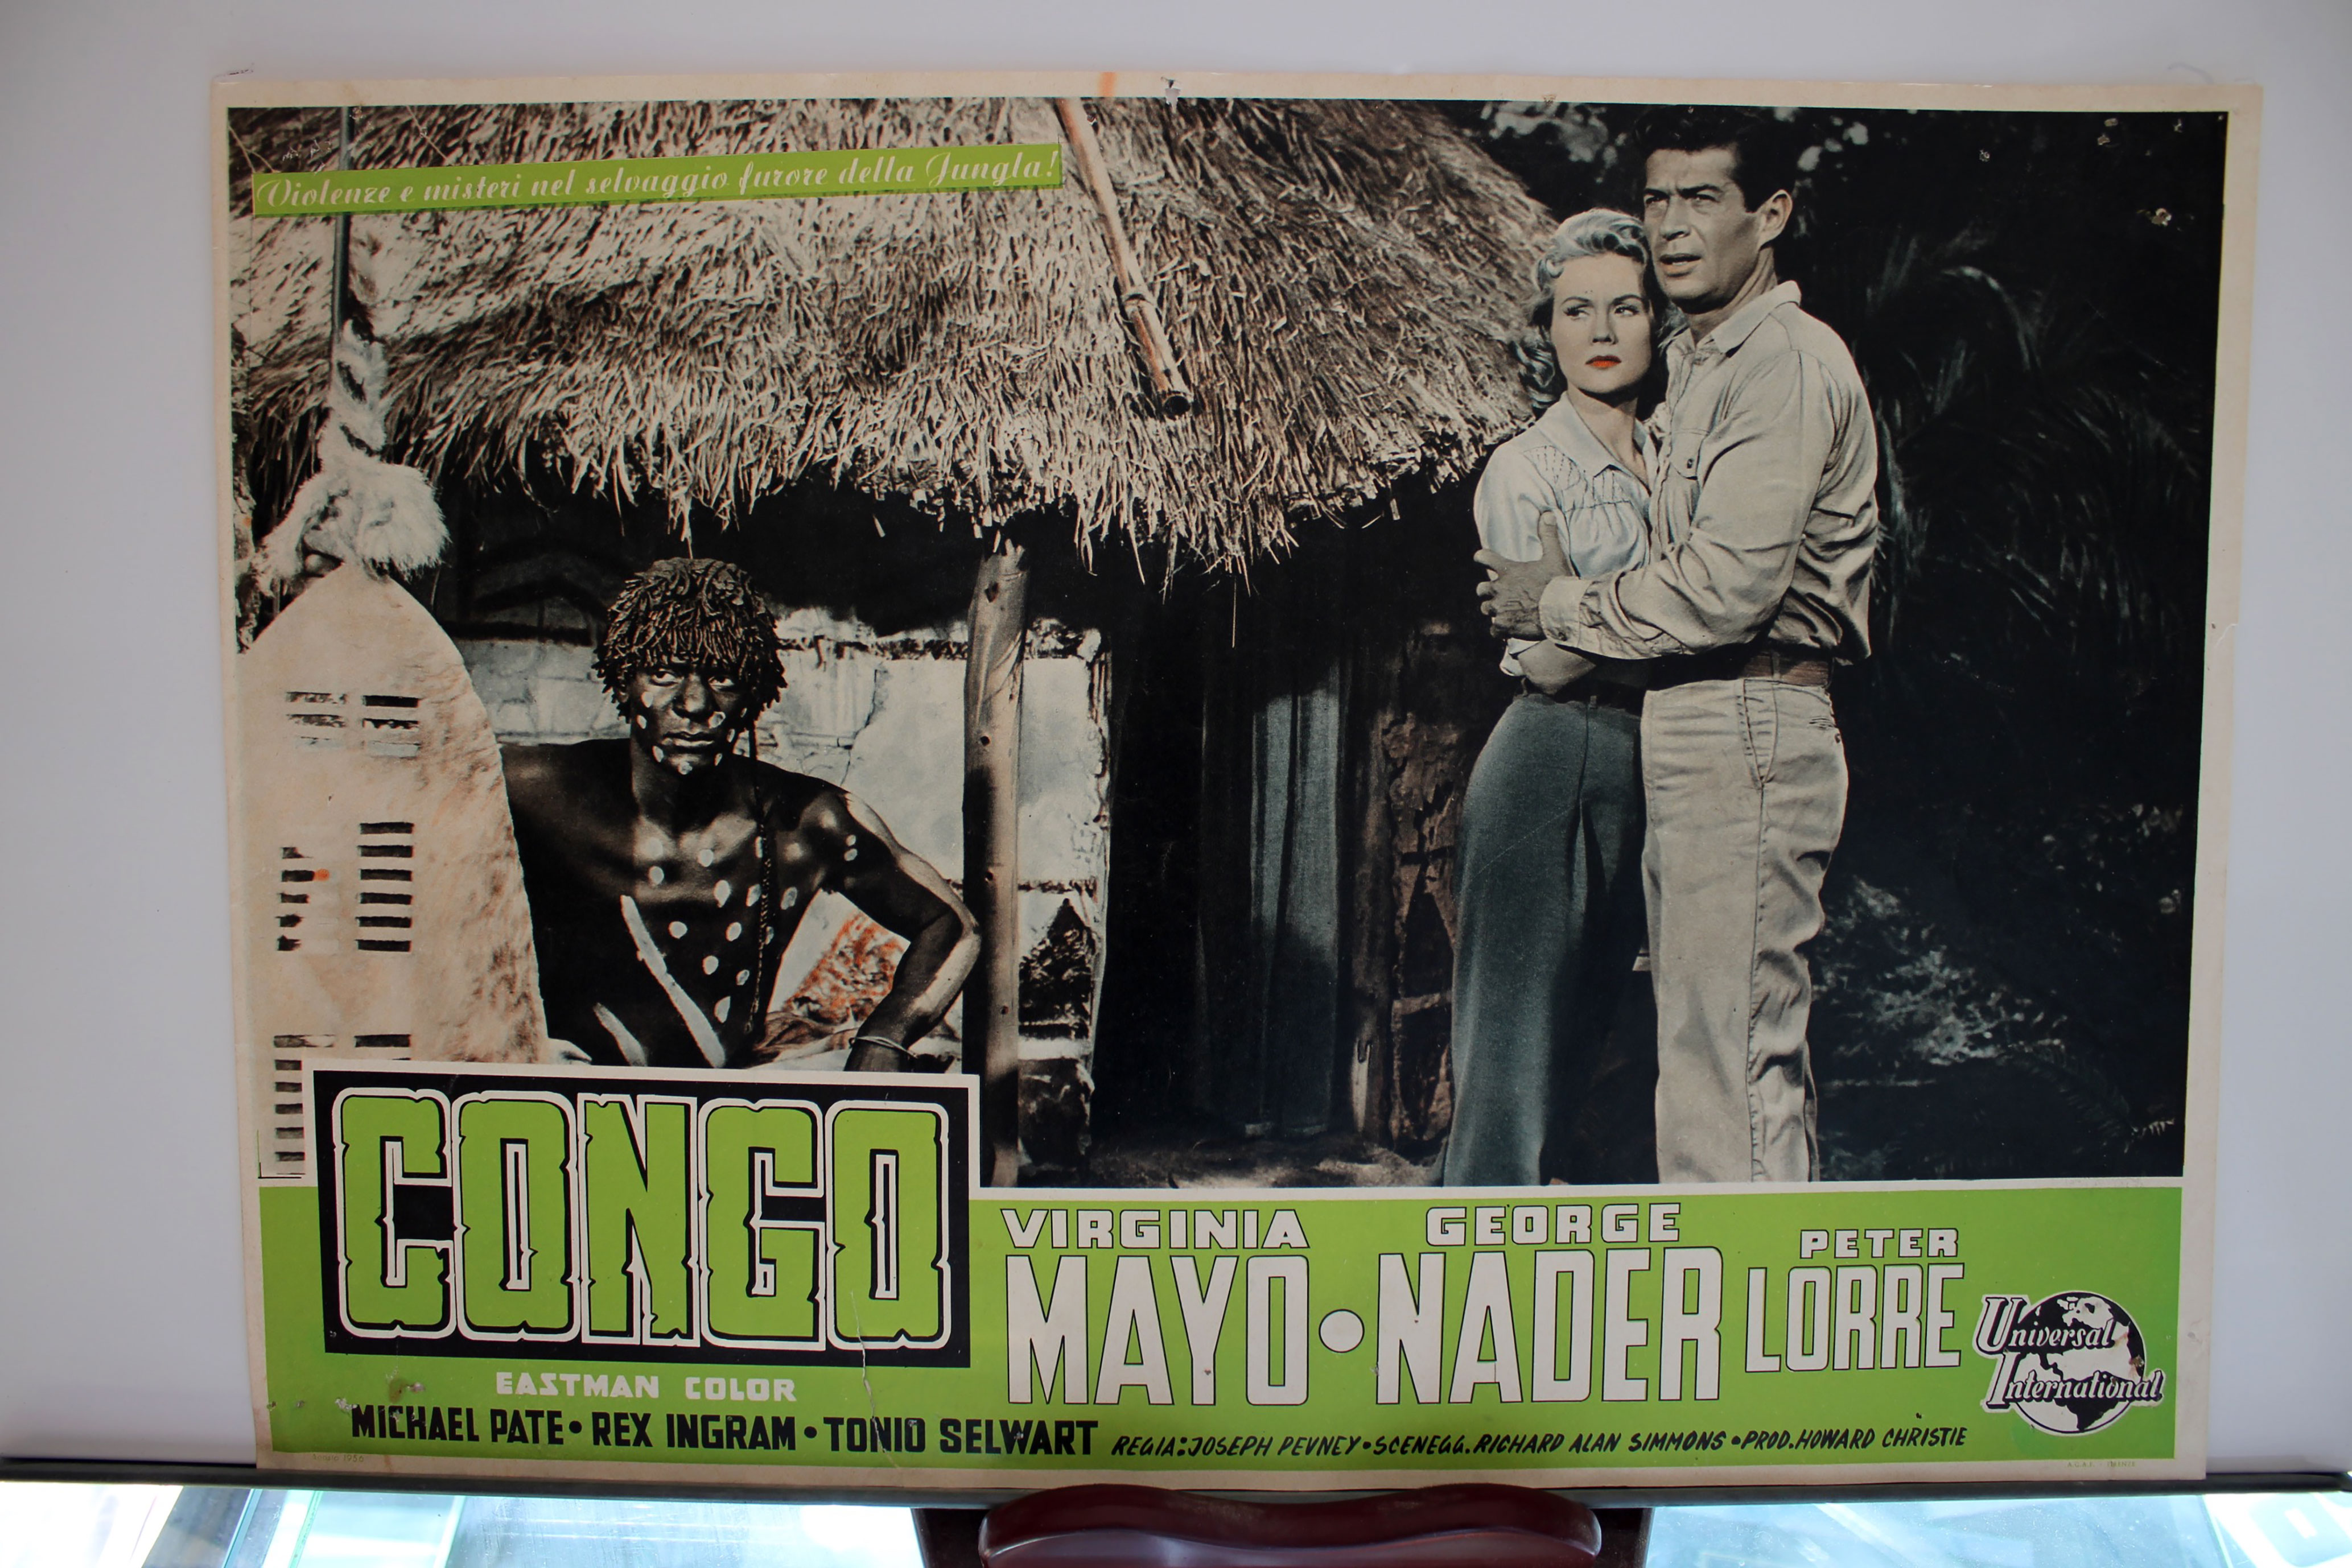 Violenze e misteri nel selvaggio furore della Jungla!
CONGO
EASTMAN COLOR
VIRGINIA MAYO • GEORGE NADER
PETER LORRE
Universal International
MICHAEL PATE • REX INGRAM • TONIO SELWART
REGIA: JOSEPH PEVNEY • SCENEGG. RICHARD ALAN SIMMONS • PROD. HOWARD CHRISTIE
1956